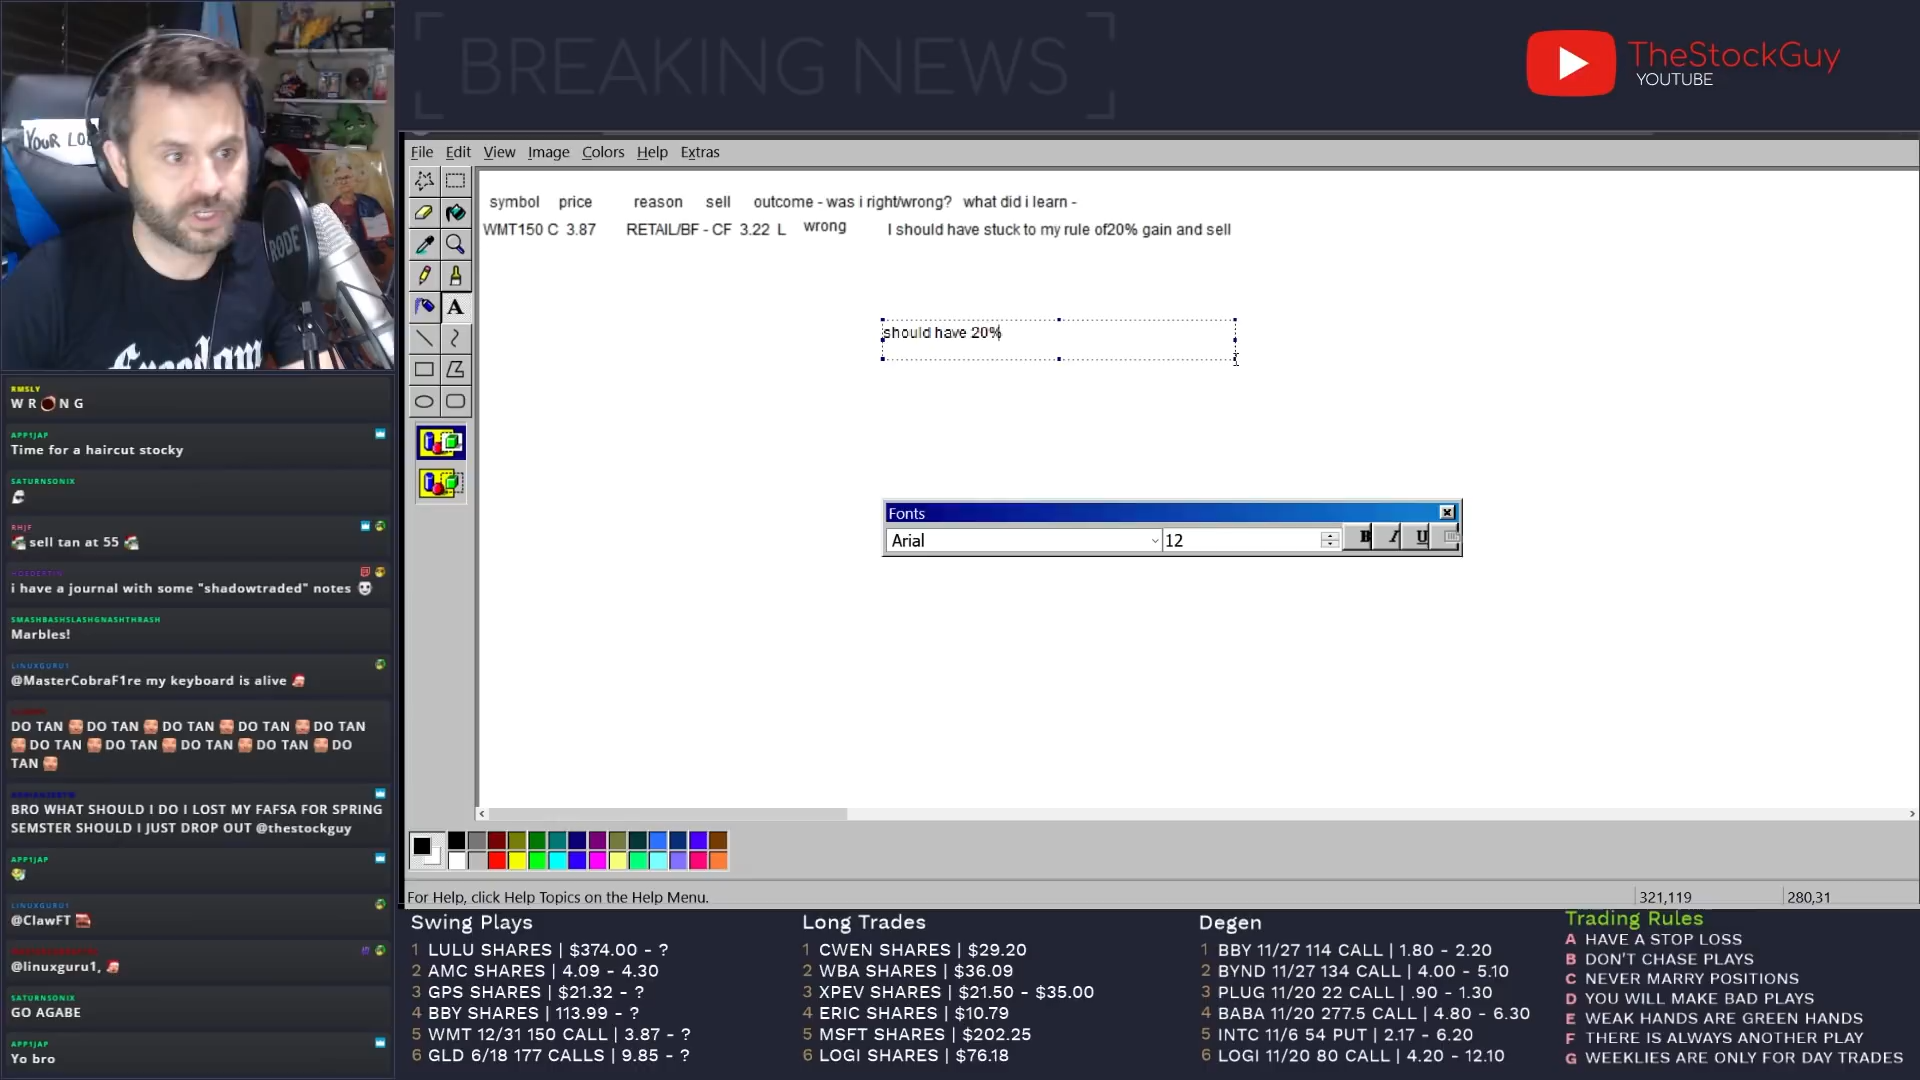 BREAKING NEWS
TheStockGuy
YOUTUBE
YOUR LO
RODE
Freedom
File Edit View Image Colors Help Extras
symbol price reason sell outcome - was i right/wrong? what did i learn -
WMT150 C 3.87 RETAIL/BF - CF 3.22 L wrong I should have stuck to my rule of20% gain and sell
should have 20%
A
Fonts
Arial 12 B I U
RMSLY
W R NG
APP1JAP
Time for a haircut stocky
SATURNSONIX
RHJF
sell tan at 55
i have a journal with some "shadowtraded" notes
SMASHBASHSLASHGNASHTHRASH
Marbles!
LINUXGURU1
@MasterCobraF1re my keyboard is alive
DO TAN DO TAN DO TAN DO TAN DO TAN
DO TAN DO TAN DO TAN DO TAN DO
TAN
BRO WHAT SHOULD I DO I LOST MY FAFSA FOR SPRING
SEMSTER SHOULD I JUST DROP OUT @thestockguy
APP1JAP
LINUXGURU1
@ClawFT
@linuxguru1,
SATURNSONIX
GO AGABE
APP1JAP
Yo bro
For Help, click Help Topics on the Help Menu. 321,119 280,31
Swing Plays
1 LULU SHARES | $374.00 - ?
2 AMC SHARES | 4.09 - 4.30
3 GPS SHARES | $21.32 - ?
4 BBY SHARES | 113.99 - ?
5 WMT 12/31 150 CALL | 3.87 - ?
6 GLD 6/18 177 CALLS | 9.85 - ?
Long Trades
1 CWEN SHARES | $29.20
2 WBA SHARES | $36.09
3 XPEV SHARES | $21.50 - $35.00
4 ERIC SHARES | $10.79
5 MSFT SHARES | $202.25
6 LOGI SHARES | $76.18
Degen
1 BBY 11/27 114 CALL | 1.80 - 2.20
2 BYND 11/27 134 CALL | 4.00 - 5.10
3 PLUG 11/20 22 CALL | .90 - 1.30
4 BABA 11/20 277.5 CALL | 4.80 - 6.30
5 INTC 11/6 54 PUT | 2.17 - 6.20
6 LOGI 11/20 80 CALL | 4.20 - 12.10
Trading Rules
A HAVE A STOP LOSS
B DON'T CHASE PLAYS
C NEVER MARRY POSITIONS
D YOU WILL MAKE BAD PLAYS
E WEAK HANDS ARE GREEN HANDS
F THERE IS ALWAYS ANOTHER PLAY
G WEEKLIES ARE ONLY FOR DAY TRADES